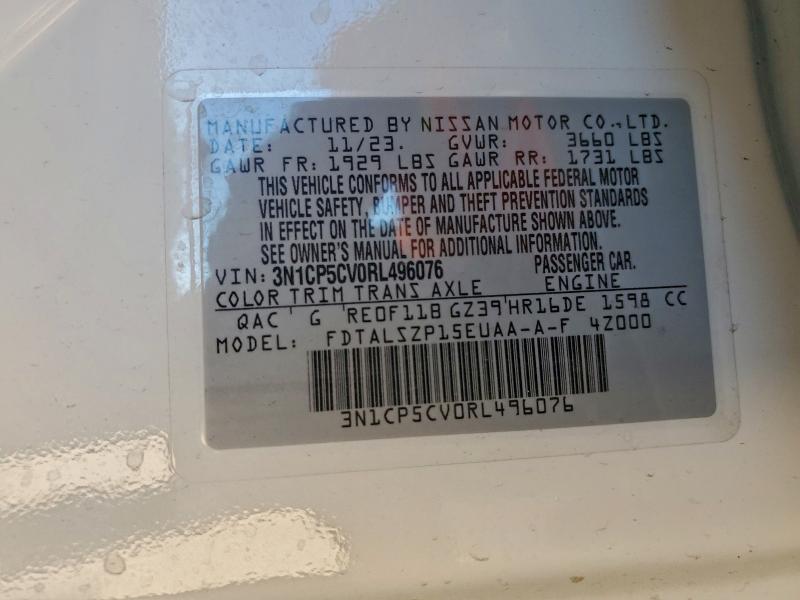 MANUFACTURED BY NISSAN MOTOR CO.,LTD.
DATE: 11/23. GVWR: 3660 LBS
GAWR FR: 1929 LBS GAWR RR: 1731 LBS
THIS VEHICLE CONFORMS TO ALL APPLICABLE FEDERAL MOTOR
VEHICLE SAFETY, BUMPER AND THEFT PREVENTION STANDARDS
IN EFFECT ON THE DATE OF MANUFACTURE SHOWN ABOVE.
SEE OWNER'S MANUAL FOR ADDITIONAL INFORMATION.
VIN: 3N1CP5CV0RL496076 PASSENGER CAR.
COLOR TRIM TRANS AXLE ENGINE
QAC G RE0F11B GZ39 HR16DE 1598 CC
MODEL: FDTALSZP15EUAA-A-F 4Z000
3N1CP5CV0RL496076